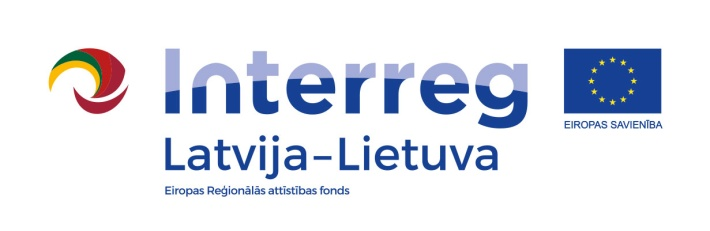 Interreg
EIROPAS SAVIENĪBA
Latvija–Lietuva
Eiropas Reģionālās attīstības fonds